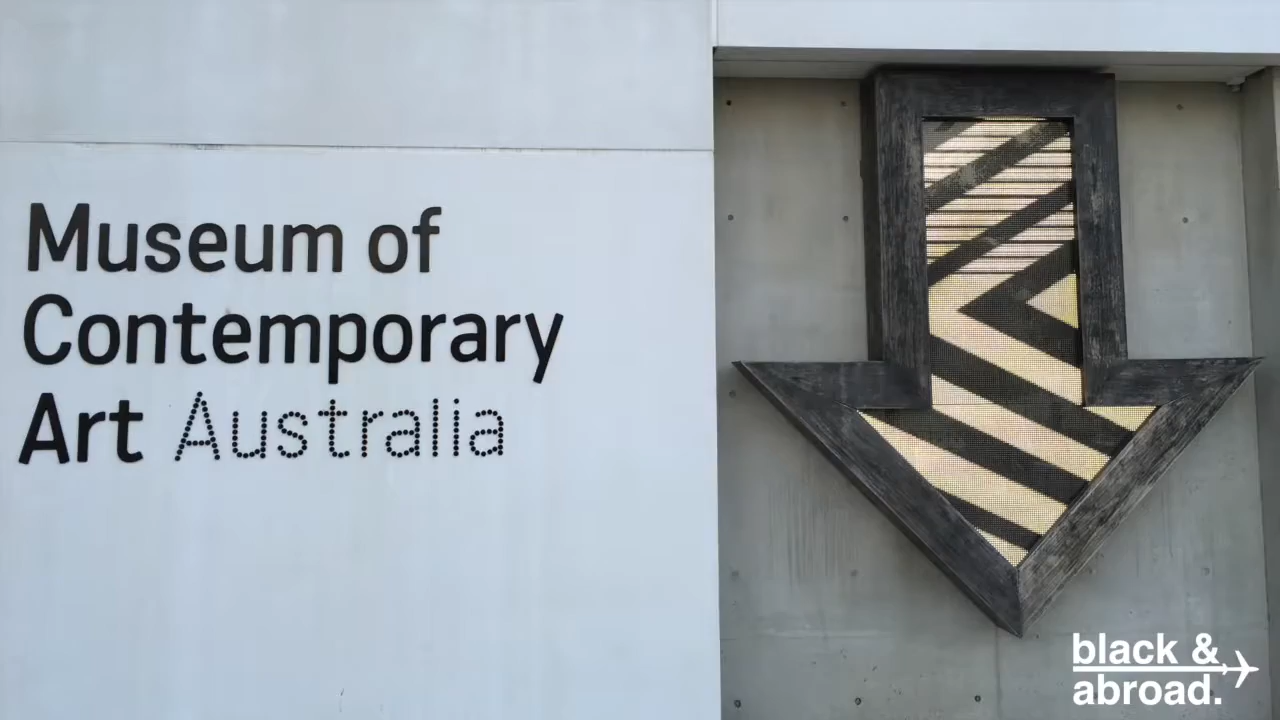 Museum of
Contemporary
Art Australia
black &
abroad.